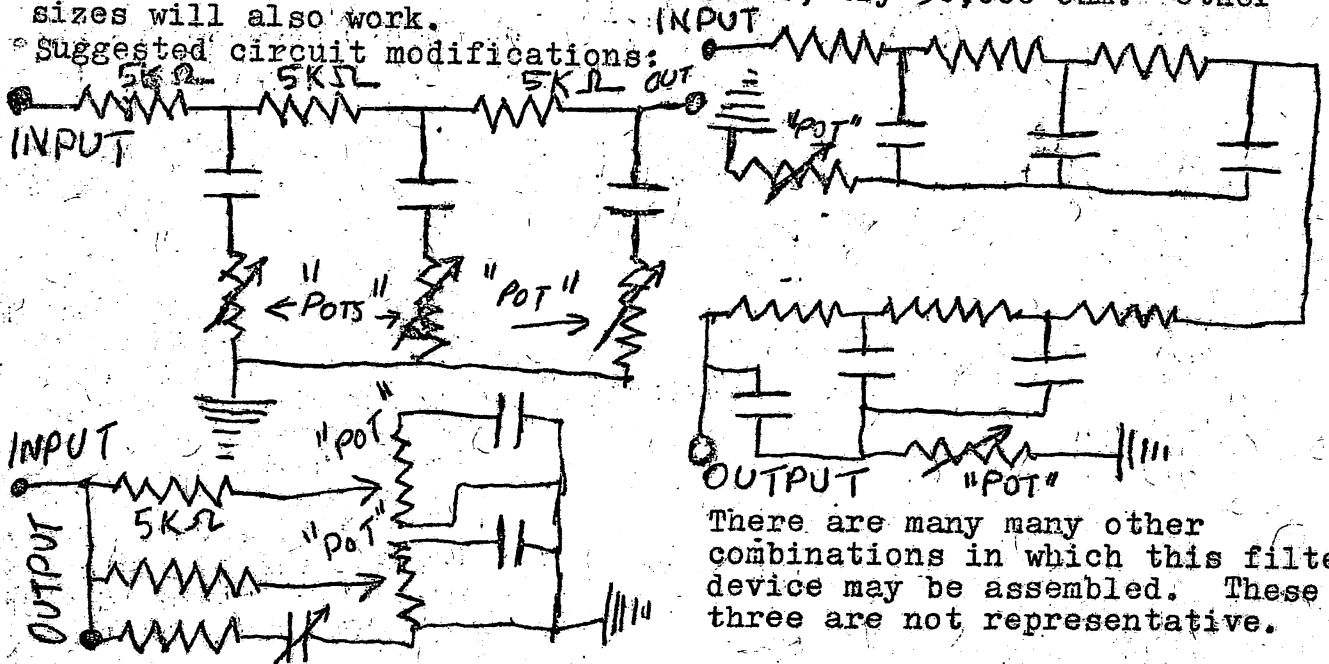 sizes will also work.
Suggested circuit modifications:
5KΩ 5KΩ 5KΩ OUT
INPUT
"POTS" "POT"
INPUT
"POT"
OUTPUT
"POT"
INPUT
5KΩ
OUTPUT
"POT"
"POT"
There are many many other
combinations in which this filte
device may be assembled. These
three are not representative.